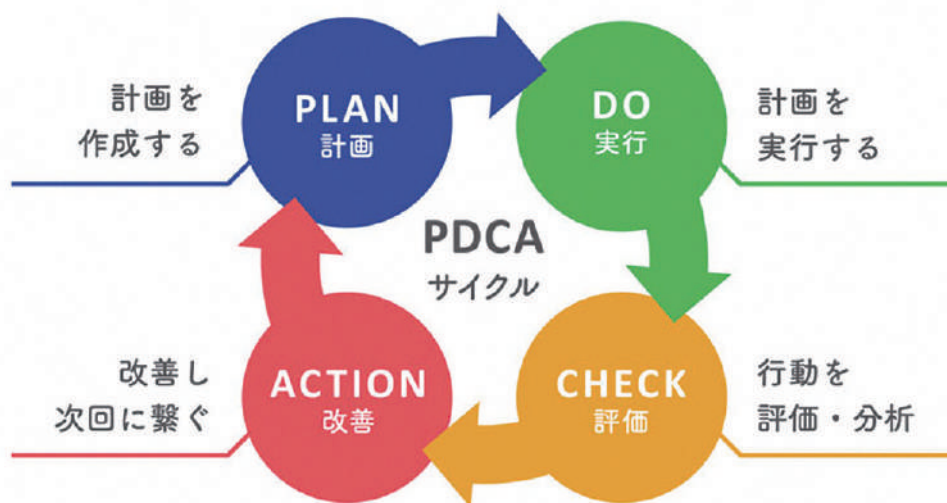 計画を
作成する
PLAN
計画
DO
実行
計画を
実行する
PDCA
サイクル
改善し
次回に繋ぐ
ACTION
改善
CHECK
評価
行動を
評価・分析